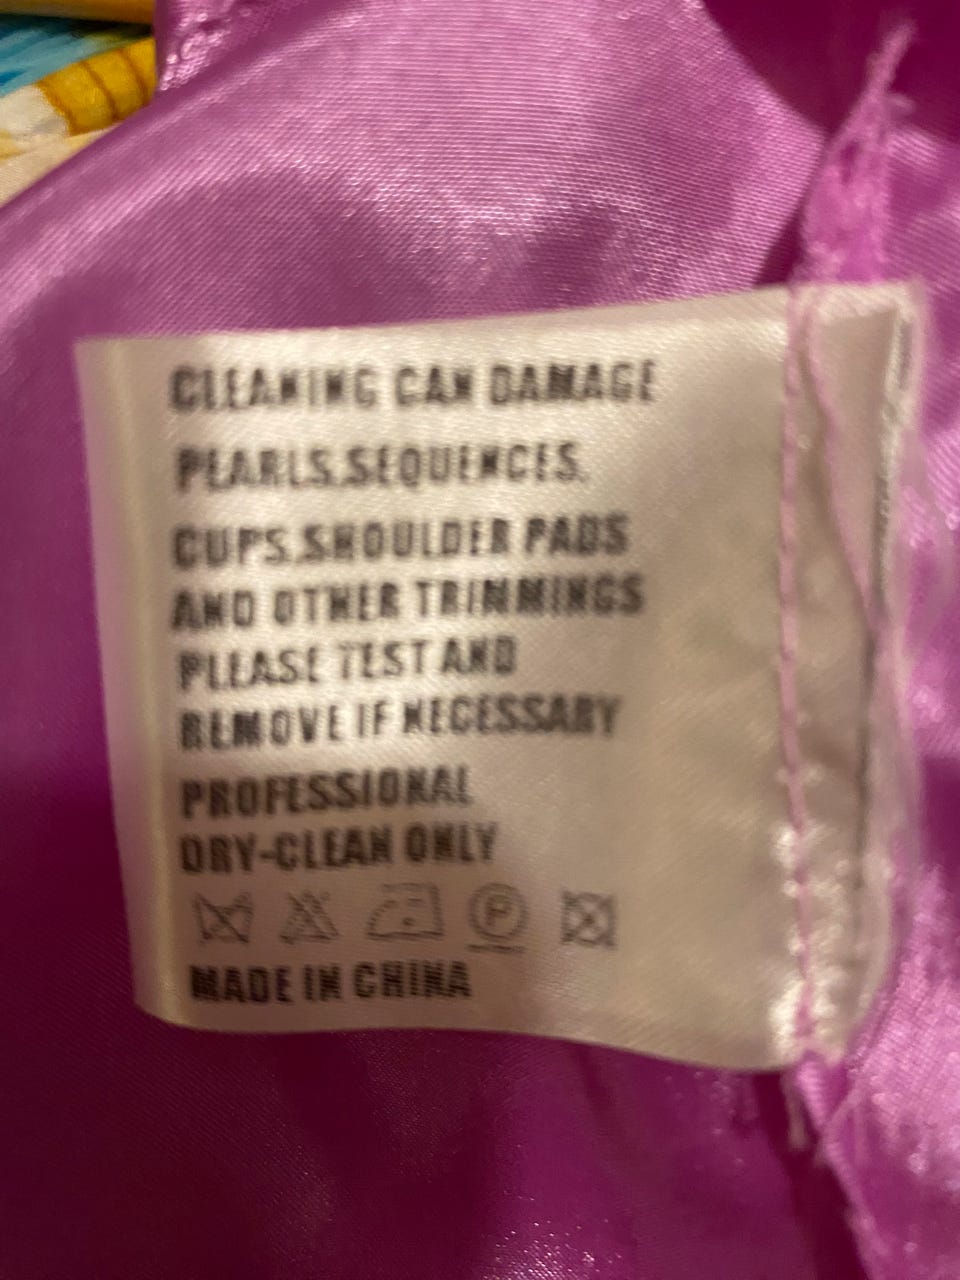 CLEANING CAN DAMAGE
PEARLS.SEQUENCES.
CUPS.SHOULDER PADS
AND OTHER TRIMMINGS
PLEASE TEST AND
REMOVE IF NECESSARY
PROFESSIONAL
DRY-CLEAN ONLY
P
MADE IN CHINA